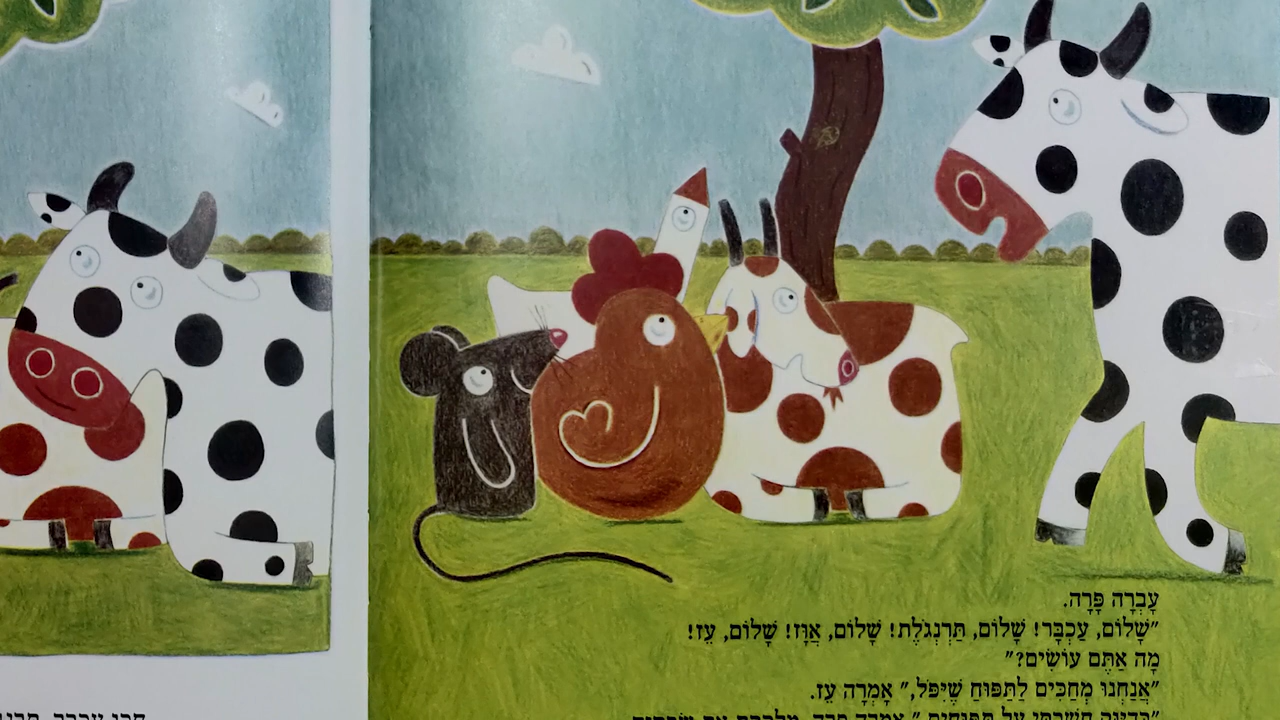 עָבְרָה פָּרָה.
"שָׁלוֹם, עַכְבָּר! שָׁלוֹם, תַּרְנְגֹלֶת! שָׁלוֹם, אֲוָז! שָׁלוֹם, עֵז!
מָה אַתֶּם עוֹשִׂים?"
"אֲנַחְנוּ מְחַכִּים לַתַּפּוּחַ שֶׁיִּפֹּל," אָמְרָה עֵז.